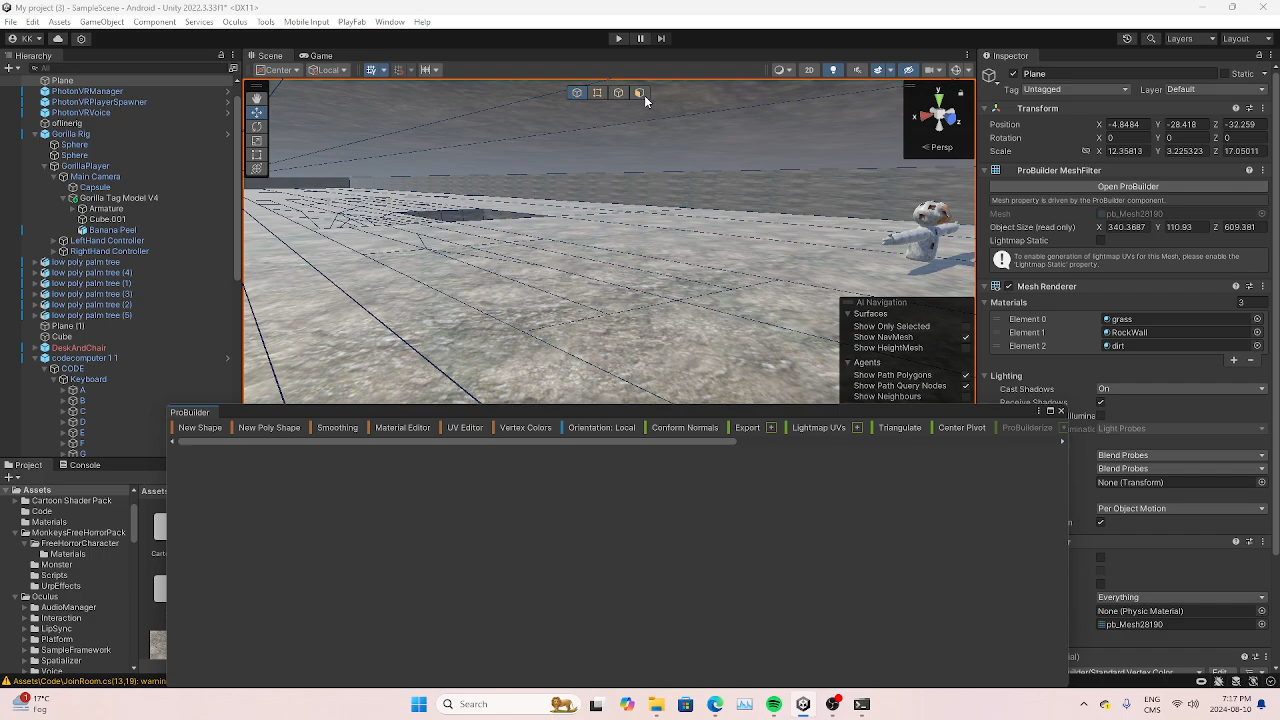 My project (3) - SampleScene - Android - Unity 2022.3.33f1* <DX11>
File Edit Assets GameObject Component Services Oculus Tools Mobile Input PlayFab Window Help
KK
Layers
Layout
Hierarchy
All
Plane
PhotonVRManager
PhotonVRPlayerSpawner
PhotonVRVoice
oflinerig
Gorilla Rig
Sphere
Sphere
GorillaPlayer
Main Camera
Capsule
Gorilla Tag Model V4
Armature
Cube.001
Banana Peel
LeftHand Controller
RightHand Controller
low poly palm tree
low poly palm tree (4)
low poly palm tree (1)
low poly palm tree (3)
low poly palm tree (2)
low poly palm tree (5)
Plane (1)
Cube
DeskAndChair
codecomputer 1 1
CODE
Keyboard
A
B
C
D
E
F
G
Scene
Game
Center
Local
2D
y
x
z
Persp
AI Navigation
Surfaces
Show Only Selected
Show NavMesh
Show HeightMesh
Agents
Show Path Polygons
Show Path Query Nodes
Show Neighbours
Inspector
Plane
Static
Tag Untagged Layer Default
Transform
Position X -4.8484 Y -28.418 Z -32.259
Rotation X 0 Y 0 Z 0
Scale X 12.35813 Y 3.225323 Z 17.05011
ProBuilder MeshFilter
Open ProBuilder
Mesh property is driven by the ProBuilder component.
Mesh pb_Mesh28190
Object Size (read only) X 340.3687 Y 110.93 Z 609.381
Lightmap Static
To enable generation of lightmap UVs for this Mesh, please enable the 'Lightmap Static' property.
Mesh Renderer
Materials 3
Element 0 grass
Element 1 RockWall
Element 2 dirt
Lighting
Cast Shadows On
Receive Shadows
Light Probes
Blend Probes
Blend Probes
None (Transform)
Per Object Motion
Everything
None (Physic Material)
pb_Mesh28190
ProBuilder
New Shape New Poly Shape Smoothing Material Editor UV Editor Vertex Colors Orientation: Local Conform Normals Export Lightmap UVs Triangulate Center Pivot ProBuilderize
Project
Console
Assets
Cartoon Shader Pack
Code
Materials
MonkeysFreeHorrorPack
FreeHorrorCharacter
Materials
Monster
Scripts
UrpEffects
Oculus
AudioManager
Interaction
LipSync
Platform
SampleFramework
Spatializer
Voice
Assets
Assets\Code\JoinRoom.cs(13,19): warnin
1
17°C
Fog
Search
ENG
CMS
7:17 PM
2024-08-10